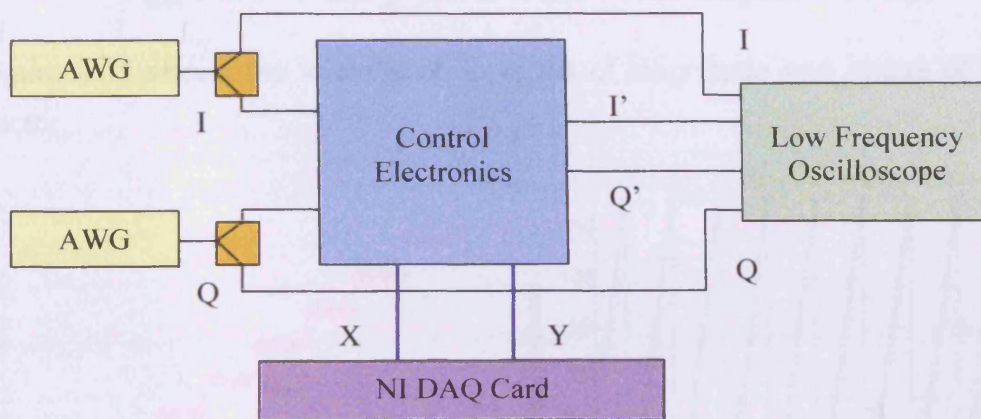 I
AWG
I
I'
Control
Electronics
Low Frequency
Oscilloscope
Q'
AWG
Q
Q
X
Y
NI DAQ Card